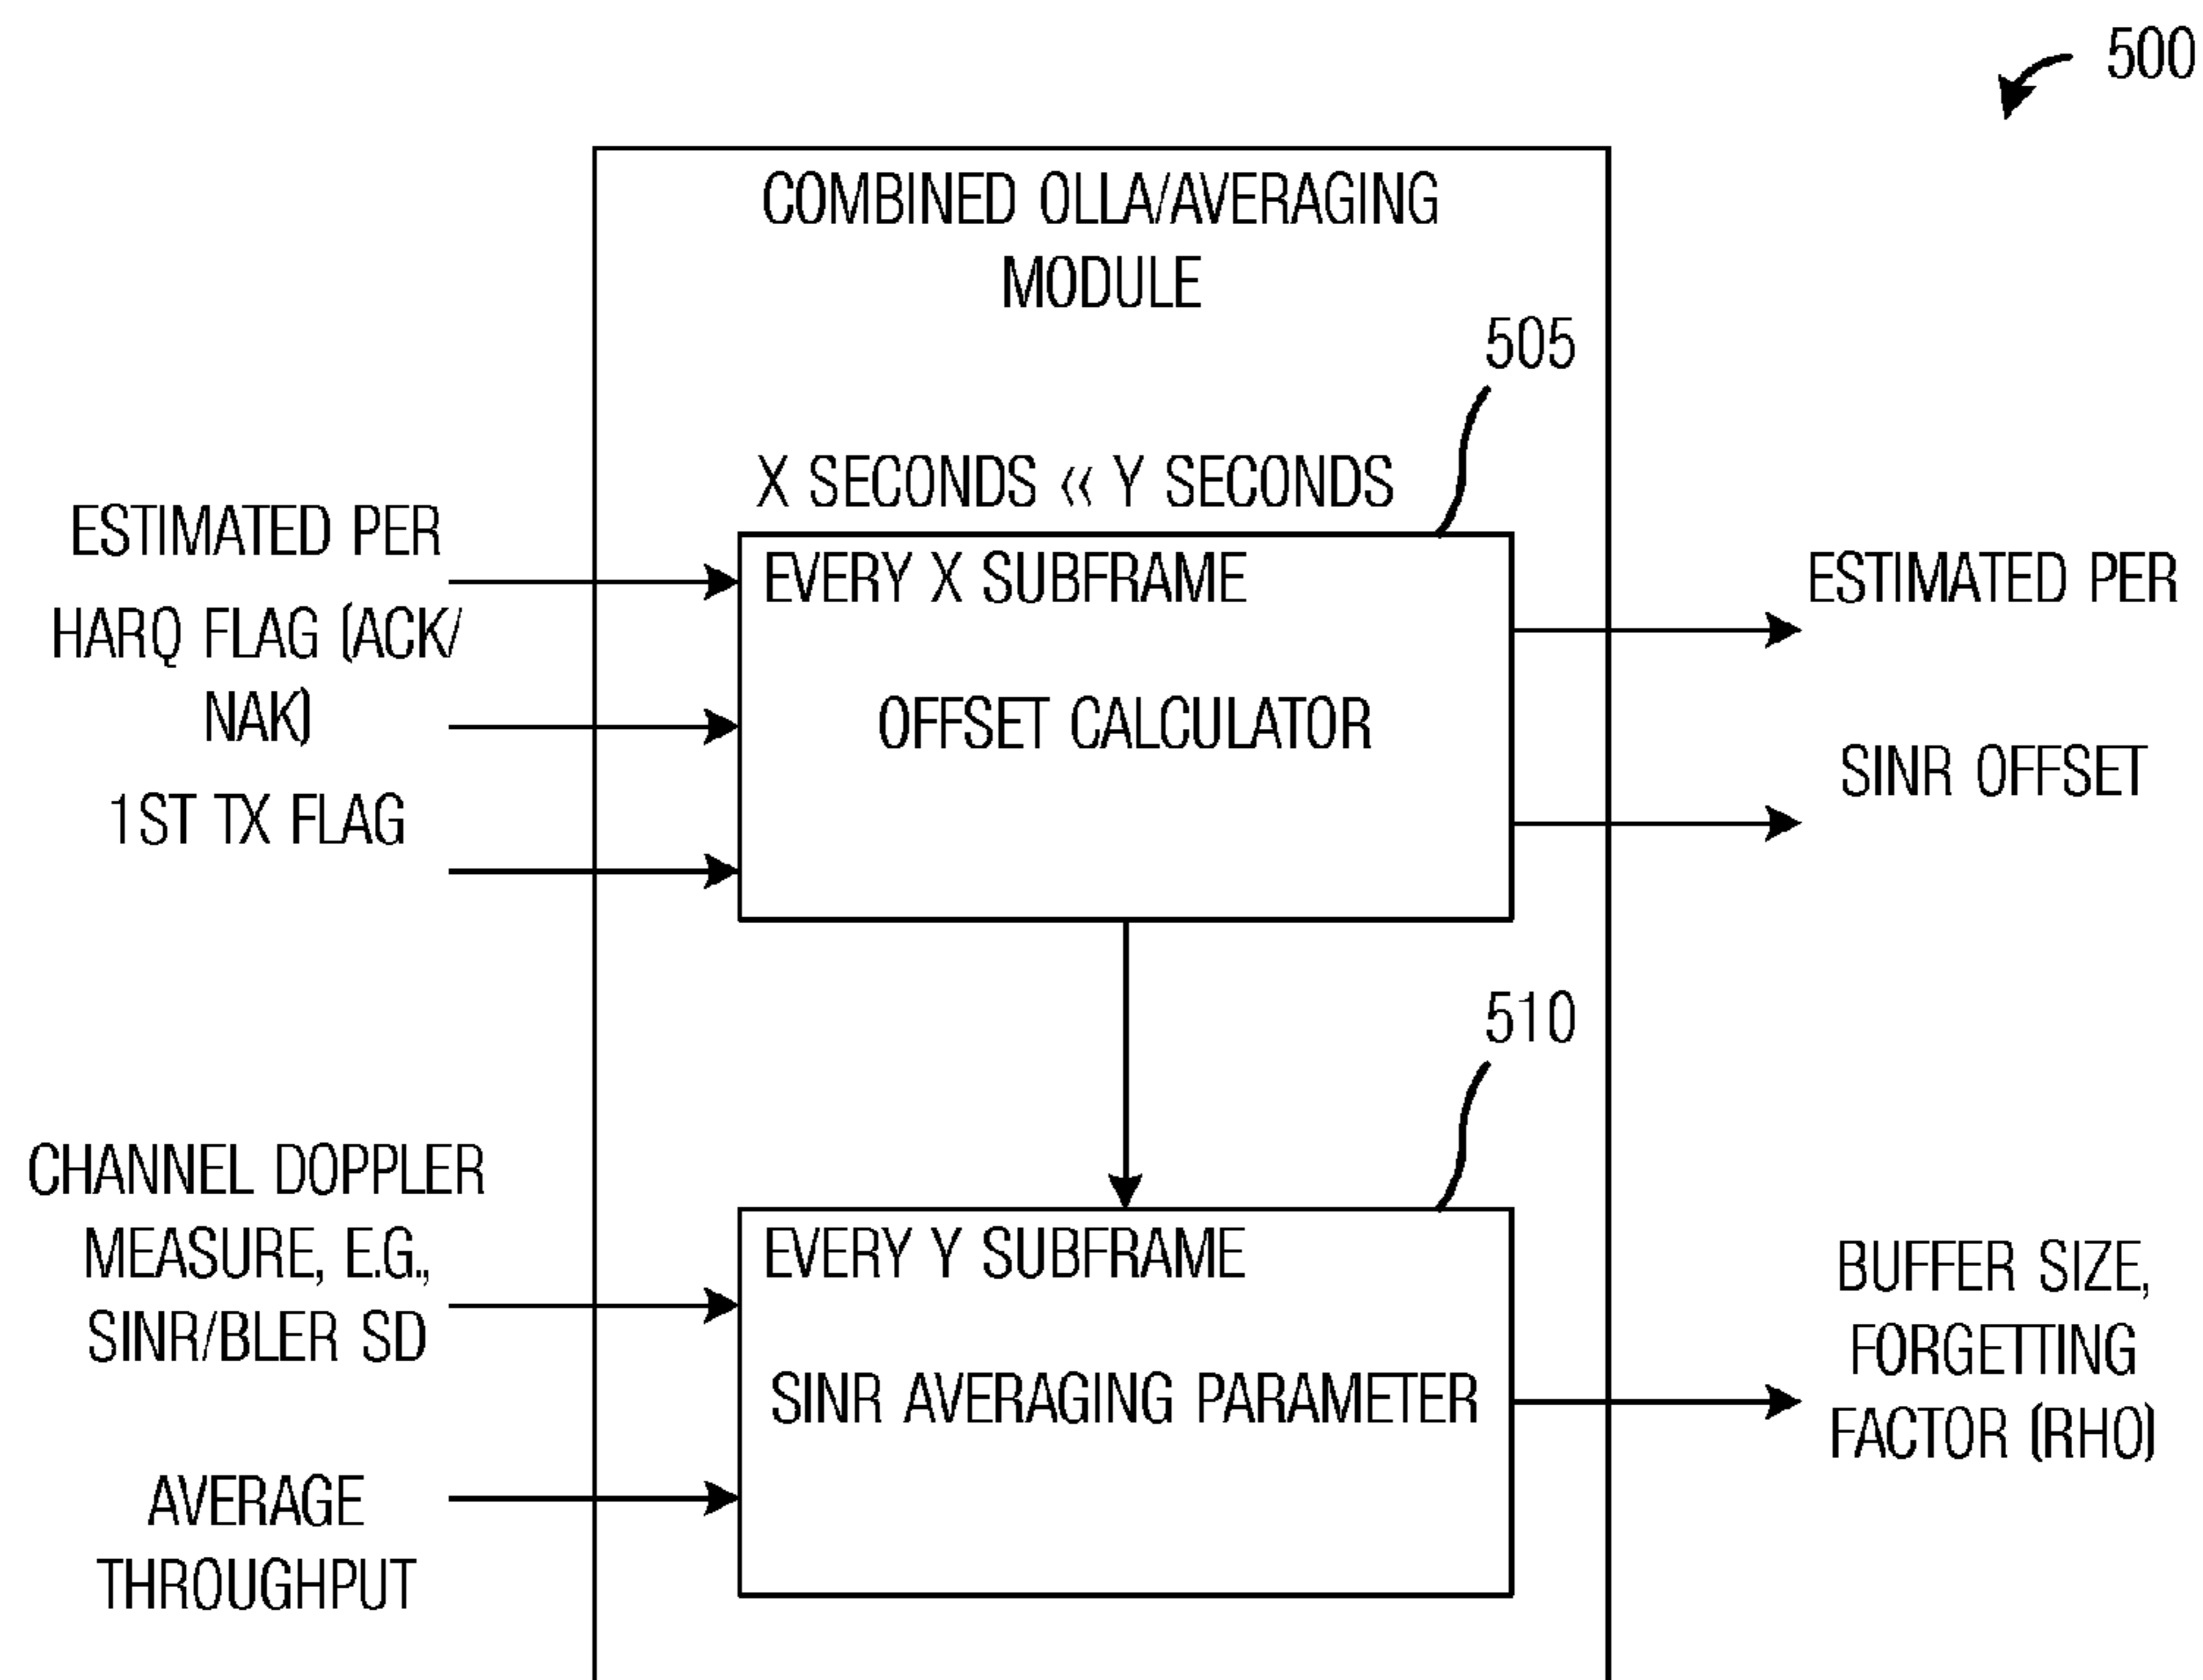 500
COMBINED OLLA/AVERAGING
MODULE
505
X SECONDS << Y SECONDS
ESTIMATED PER
HARQ FLAG (ACK/
NAK)
1ST TX FLAG
EVERY X SUBFRAME
OFFSET CALCULATOR
ESTIMATED PER
SINR OFFSET
510
CHANNEL DOPPLER
MEASURE, E.G.,
SINR/BLER SD
AVERAGE
THROUGHPUT
EVERY Y SUBFRAME
SINR AVERAGING PARAMETER
BUFFER SIZE,
FORGETTING
FACTOR (RHO)